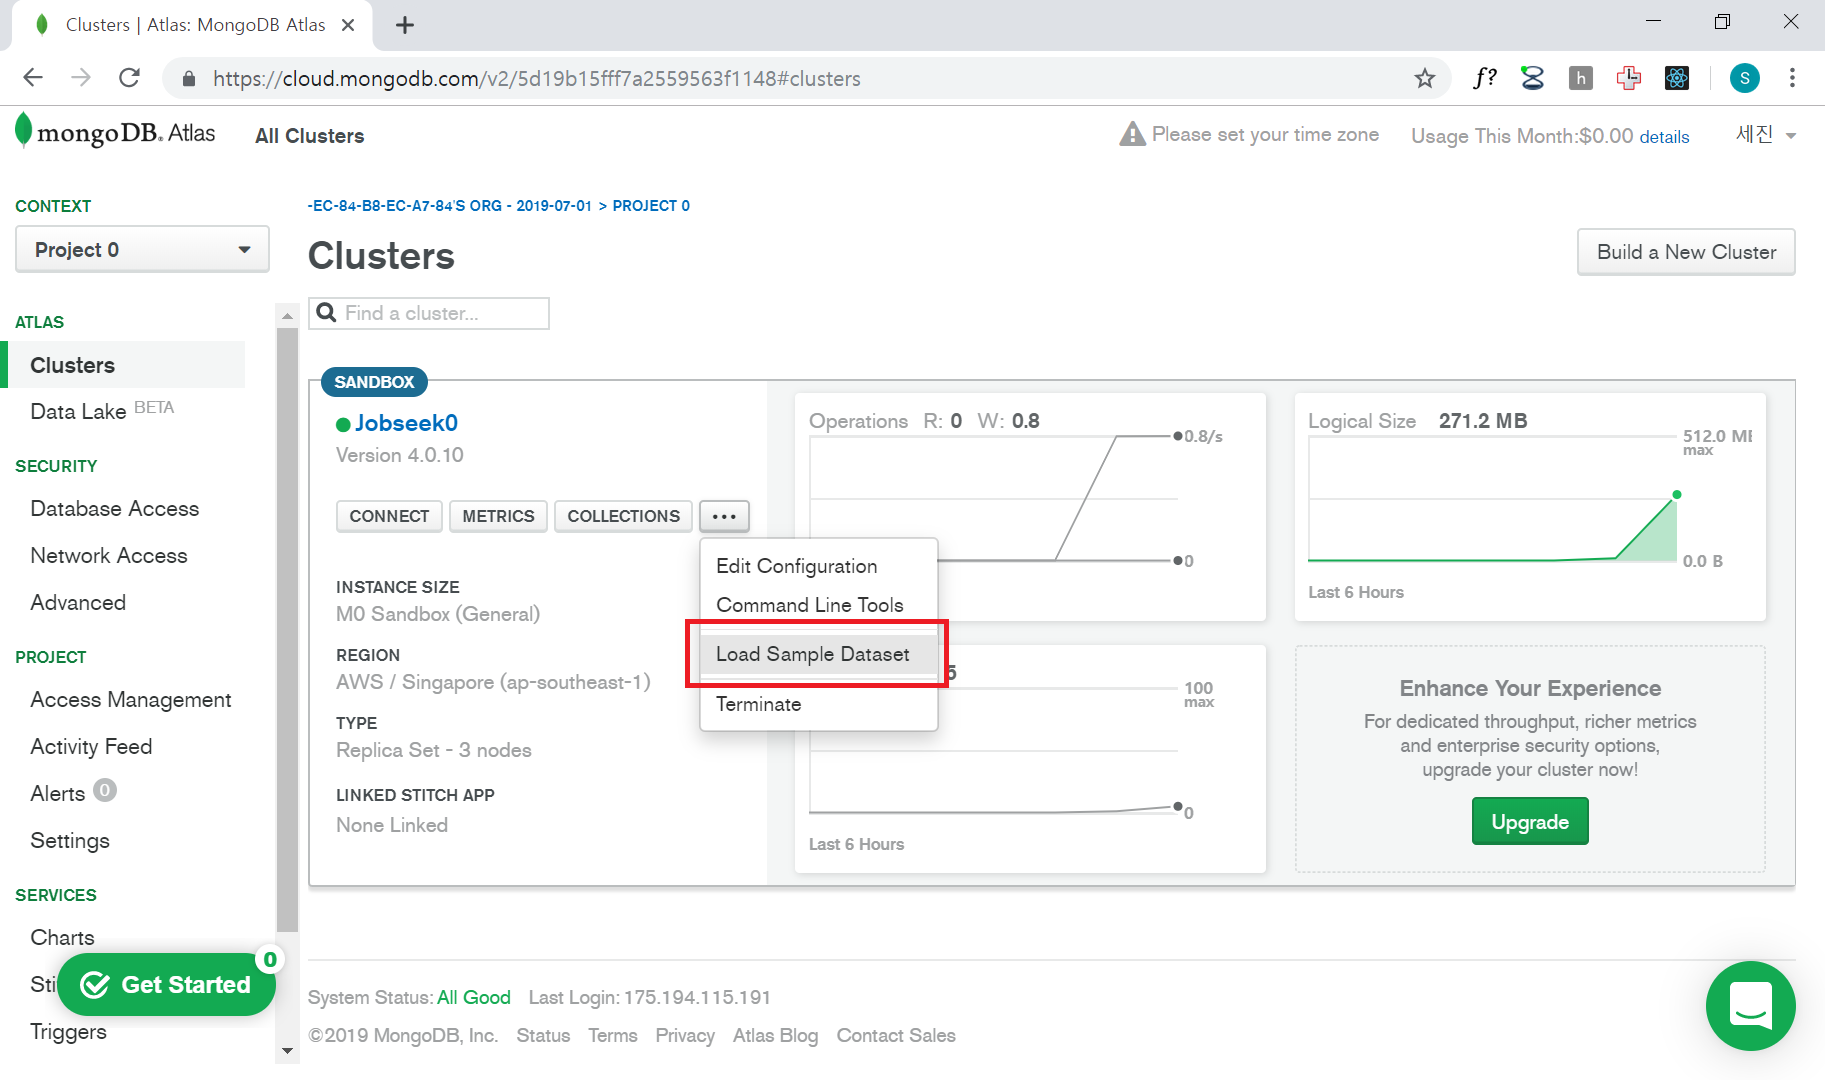 Clusters | Atlas: MongoDB Atlas
https://cloud.mongodb.com/v2/5d19b15fff7a2559563f1148#clusters
f?
h
S
mongoDB. Atlas
All Clusters
Please set your time zone
Usage This Month:$0.00 details
세진
CONTEXT
Project 0
ATLAS
Clusters
Data Lake BETA
SECURITY
Database Access
Network Access
Advanced
PROJECT
Access Management
Activity Feed
Alerts 0
Settings
SERVICES
Charts
Sti
Get Started
0
Triggers
-EC-84-B8-EC-A7-84'S ORG - 2019-07-01 > PROJECT 0
Clusters
Build a New Cluster
Find a cluster...
SANDBOX
Jobseek0
Version 4.0.10
CONNECT
METRICS
COLLECTIONS
...
Edit Configuration
Command Line Tools
Load Sample Dataset
Terminate
INSTANCE SIZE
M0 Sandbox (General)
REGION
AWS / Singapore (ap-southeast-1)
TYPE
Replica Set - 3 nodes
LINKED STITCH APP
None Linked
Operations R: 0 W: 0.8
0.8/s
0
Logical Size 271.2 MB
512.0 MB
max
0.0 B
Last 6 Hours
100
max
0
Last 6 Hours
Enhance Your Experience
For dedicated throughput, richer metrics
and enterprise security options,
upgrade your cluster now!
Upgrade
System Status: All Good Last Login: 175.194.115.191
©2019 MongoDB, Inc. Status Terms Privacy Atlas Blog Contact Sales